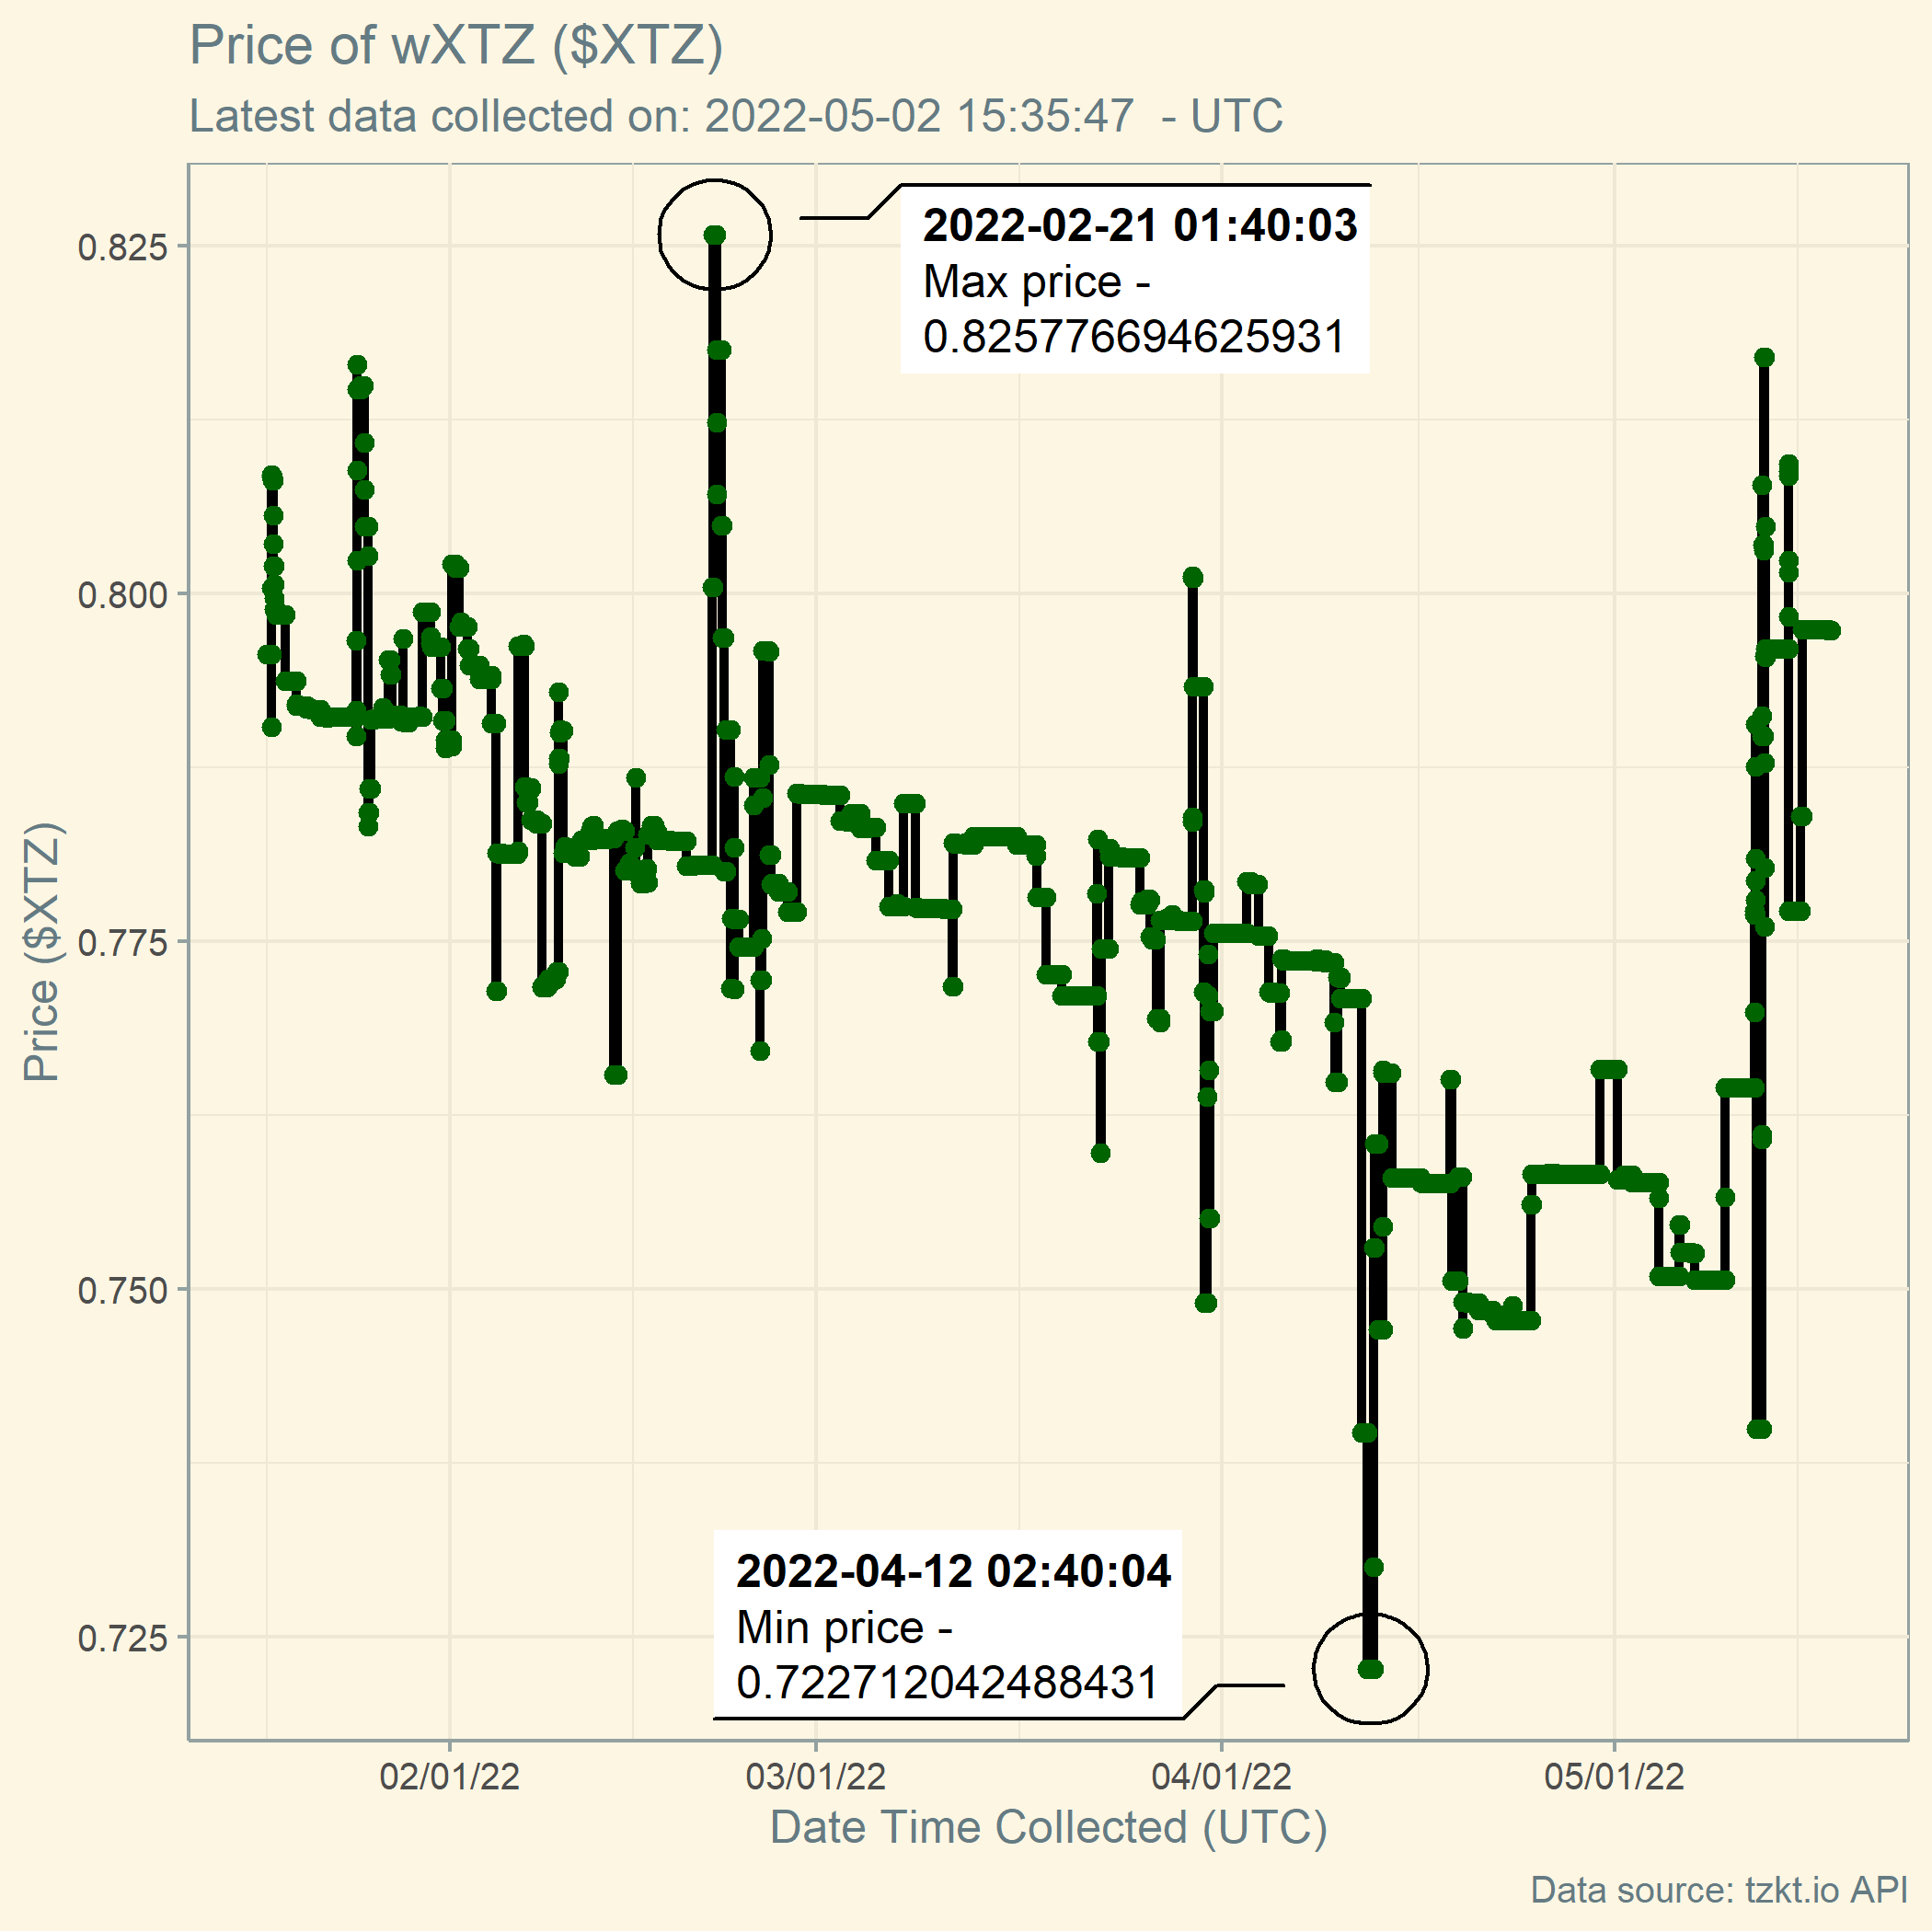 Price of wXTZ ($XTZ)
Latest data collected on: 2022-05-02 15:35:47  - UTC
2022-02-21 01:40:03
Max price -
0.825776694625931
0.825
0.800
0.775
0.750
0.725
Price ($XTZ)
2022-04-12 02:40:04
Min price -
0.722712042488431
02/01/22
03/01/22
04/01/22
05/01/22
Date Time Collected (UTC)
Data source: tzkt.io API